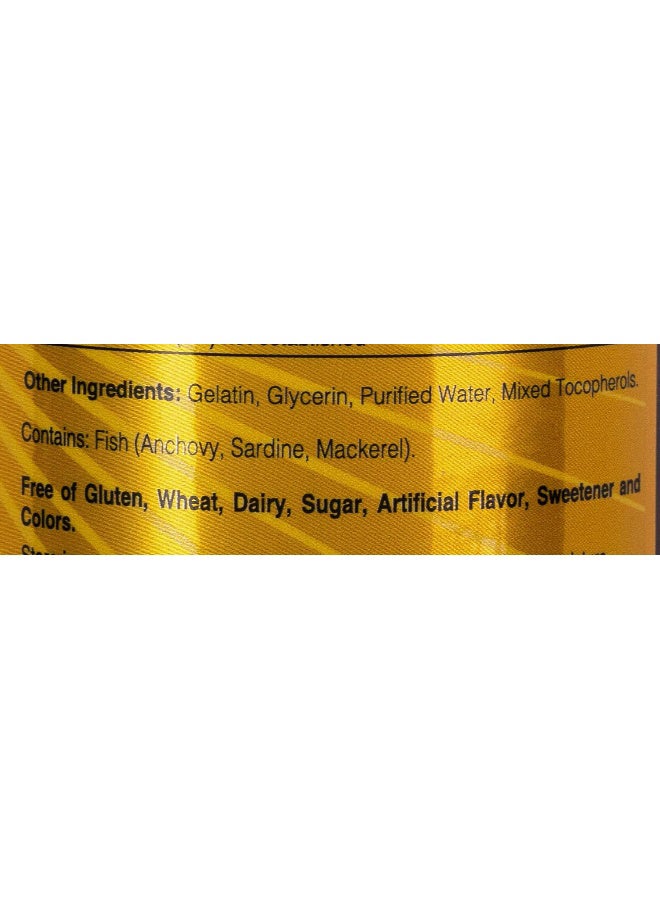 established
Other Ingredients: Gelatin, Glycerin, Purified Water, Mixed Tocopherols.
Contains: Fish (Anchovy, Sardine, Mackerel).
Free of Gluten, Wheat, Dairy, Sugar, Artificial Flavor, Sweetener and
Colors.